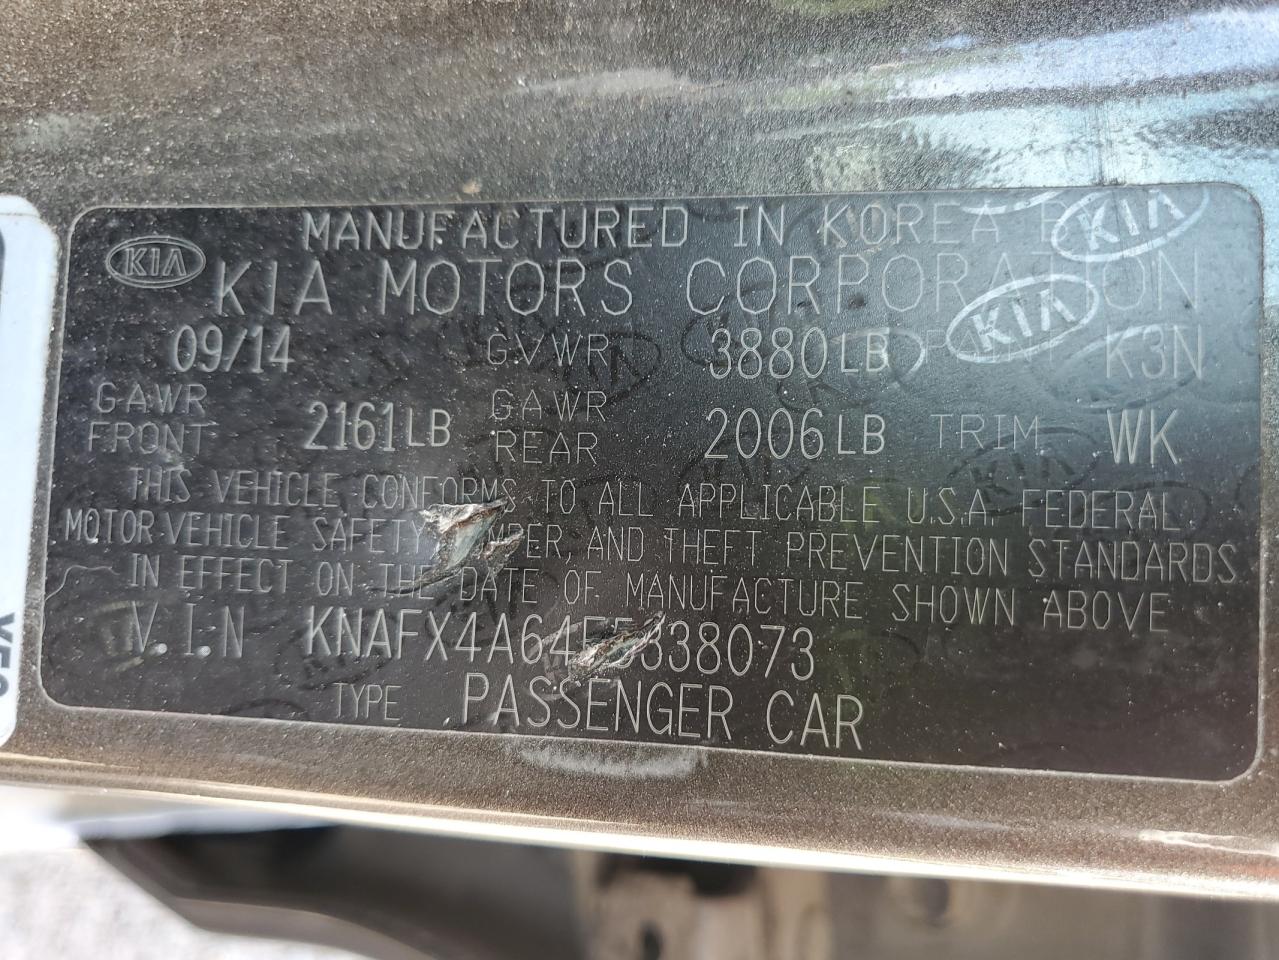 MANUFACTURED IN KOREA
KIA
KIA MOTORS CORPORATION
KIA
KIA
09/14 GVWR 3880LB K3N
GAWR FRONT 2161LB GAWR REAR 2006LB TRIM WK
THIS VEHICLE CONFORMS TO ALL APPLICABLE U.S.A. FEDERAL
MOTOR VEHICLE SAFETY, AND THEFT PREVENTION STANDARDS
IN EFFECT ON THE DATE OF MANUFACTURE SHOWN ABOVE
V.I.N
TYPE PASSENGER CAR